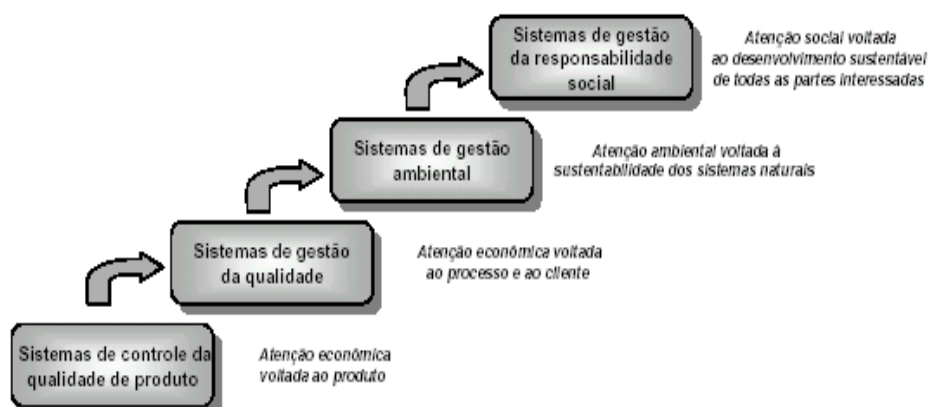 Sistemas de gestão
da responsabilidade
social
Atenção social voltada
ao desenvolvimento sustentável
de todas as partes interessadas
Sistemas de gestão
ambiental
Atenção ambiental voltada à
sustentabilidade dos sistemas naturais
Sistemas de gestão
da qualidade
Atenção econômica voltada
ao processo e ao cliente
Sistemas de controle da
qualidade de produto
Atenção econômica
voltada ao produto